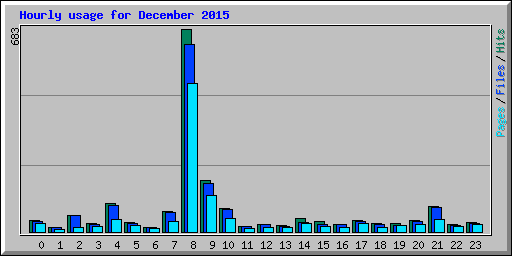 Hourly usage for December 2015
683
Pages/Files/Hits
0 1 2 3 4 5 6 7 8 9 10 11 12 13 14 15 16 17 18 19 20 21 22 23